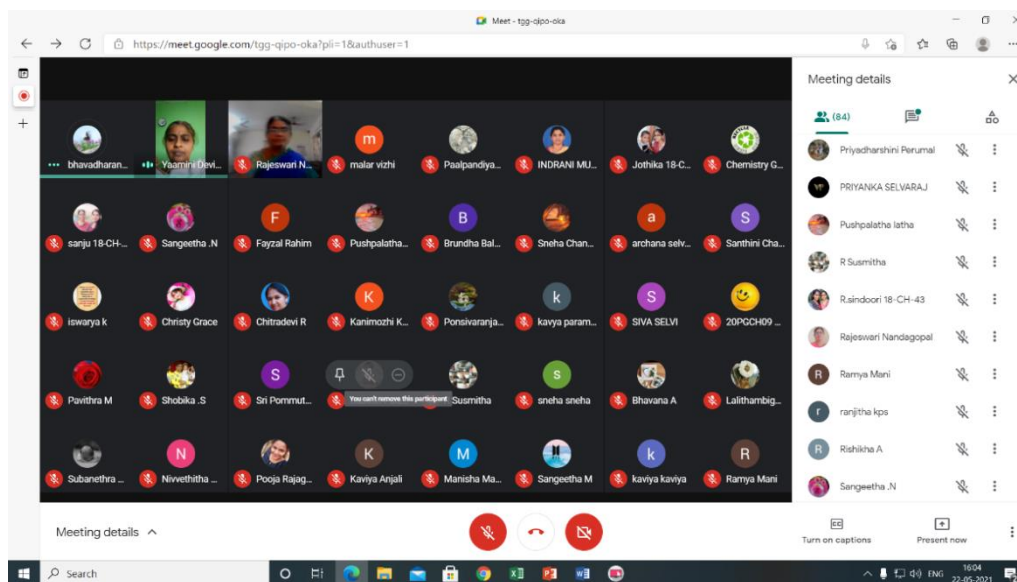 Meet - tgg-qipo-oka
https://meet.google.com/tgg-qipo-oka?pli=1&authuser=1
Meeting details
(84)
bhavadharan... Yaamini Devi... Rajeswari N... malar vizhi Paalpandiya... INDRANI MU... Jothika 18-C... Chemistry G...
sanju 18-CH-... Sangeetha .N Fayzal Rahim Pushpalatha... Brundha Bal... Sneha Chan... archana selv... Santhini Cha...
iswarya k Christy Grace Chitradevi R Kanimozhi K... Ponsivaranja... kavya param... SIVA SELVI 20PGCH09 ...
You can't remove this participant
Pavithra M Shobika .S Sri Pommut... Susmitha sneha sneha Bhavana A Lalithambig...
Subanethra ... Nivvethitha ... Pooja Rajag... Kaviya Anjali Manisha Ma... Sangeetha M kaviya kaviya Ramya Mani
m
F B a S
K k S
S s
N K M k R
Priyadharshini Perumal
PRIYANKA SELVARAJ
Pushpalatha latha
R Susmitha
R.sindoori 18-CH-43
Rajeswari Nandagopal
R Ramya Mani
r ranjitha kps
R Rishikha A
Sangeetha .N
Meeting details
Turn on captions
Present now
Search
ENG
16:04
22-05-2021